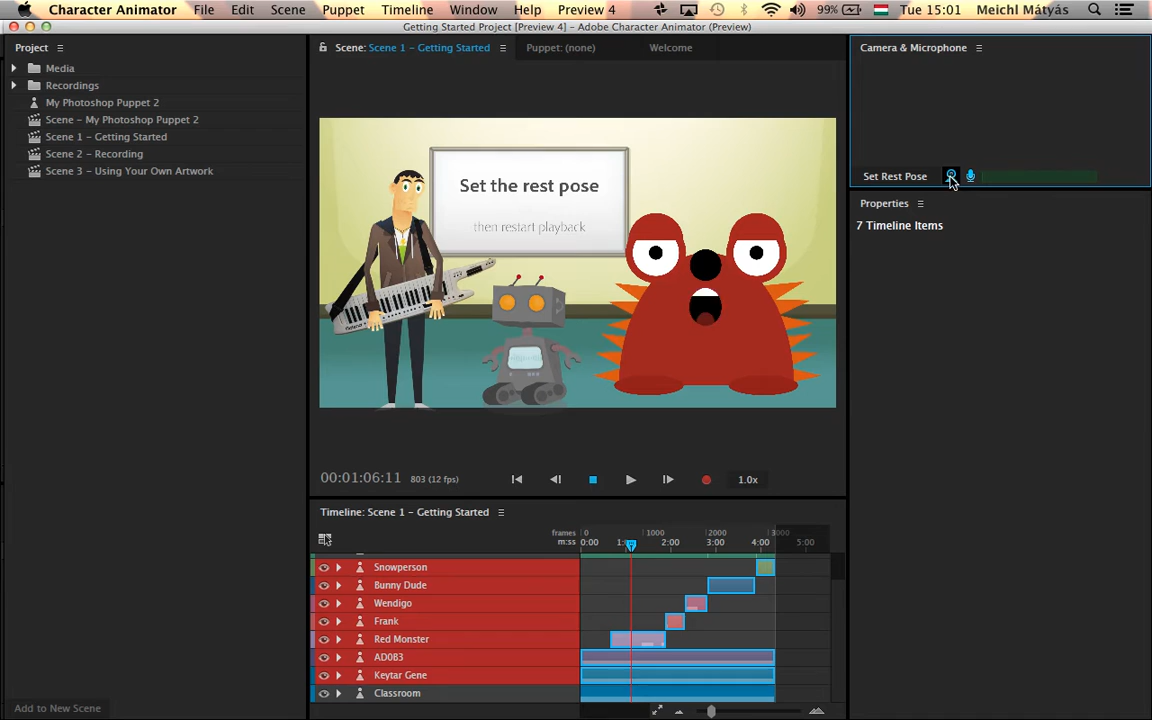 Character Animator File Edit Scene Puppet Timeline Window Help Preview 4 99% Tue 15:01 Meichl Mátyás
Getting Started Project [Preview 4] - Adobe Character Animator (Preview)
Project
Media
Recordings
My Photoshop Puppet 2
Scene - My Photoshop Puppet 2
Scene 1 - Getting Started
Scene 2 - Recording
Scene 3 - Using Your Own Artwork
Add to New Scene
Scene: Scene 1 - Getting Started Puppet: (none) Welcome
Set the rest pose
then restart playback
00:01:06:11 803 (12 fps) 1.0x
Timeline: Scene 1 - Getting Started
frames 0 1000 2000 3000
m:ss 0:00 1: 2:00 3:00 4:00 5:00
Snowperson
Bunny Dude
Wendigo
Frank
Red Monster
AD0B3
Keytar Gene
Classroom
Camera & Microphone
Set Rest Pose
Properties
7 Timeline Items